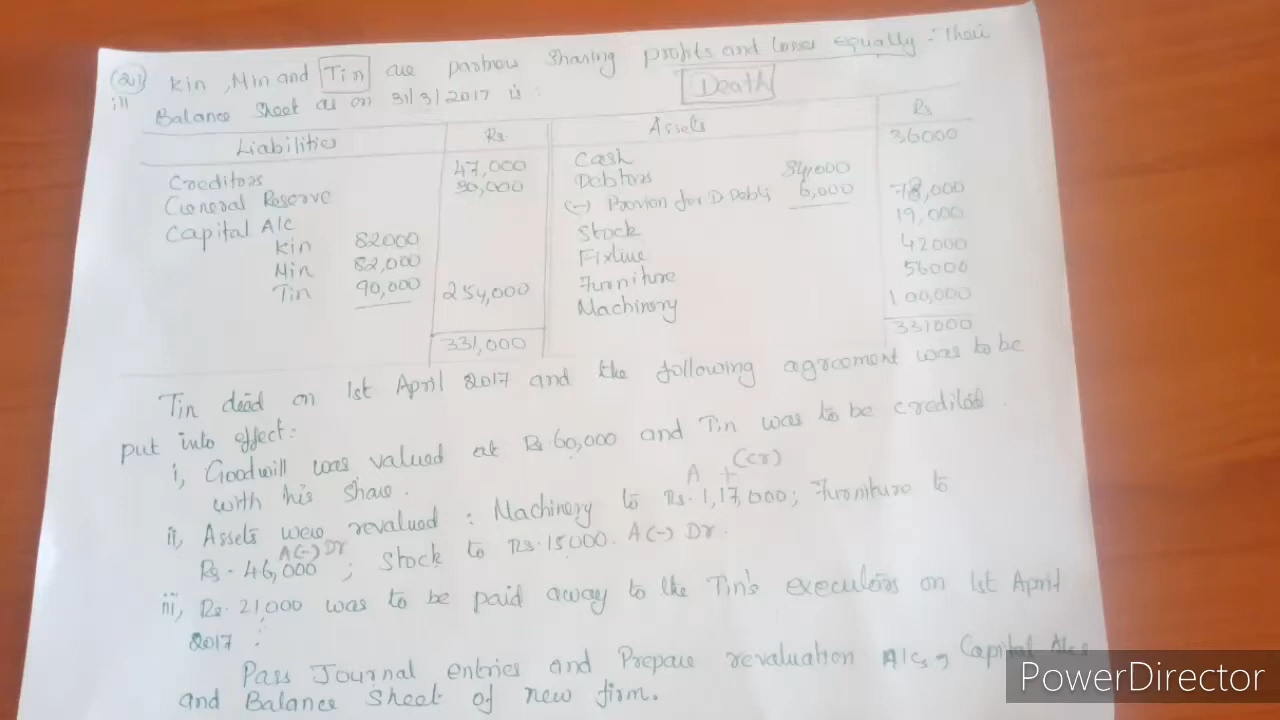 (21) Kin, Min and Tin are partners sharing profits and losses equally. Their
iii Balance Sheet as on 31/3/2017 is: Death
Liabilities Rs Assets Rs
Creditors 47,000 Cash 36000
General Reserve 30,000 Debtors 84,000
Capital A/c (-) Provion for D Debts 6,000 78,000
Kin 82000 Stock 19,000
Min 82,000 Fixture 42000
Tin 90,000 254,000 Furniture 56000
Machinery 100,000
331,000 331000
Tin died on 1st April 2017 and the following agreement was to be
put into effect:
i, Goodwill was valued at Rs. 60,000 and Tin was to be credited
with his share.
A + (Cr)
ii, Assets were revalued: Machinery to Rs. 1,17,000; Furniture to
A(-) Dr
Rs. 46,000; Stock to Rs. 15000. A(-) Dr.
iii, Rs. 21,000 was to be paid away to the Tin's executors on 1st April
2017.
Pass Journal entries and Prepare revaluation A/cs, Capital A/cs
and Balance Sheet of new firm.
PowerDirector